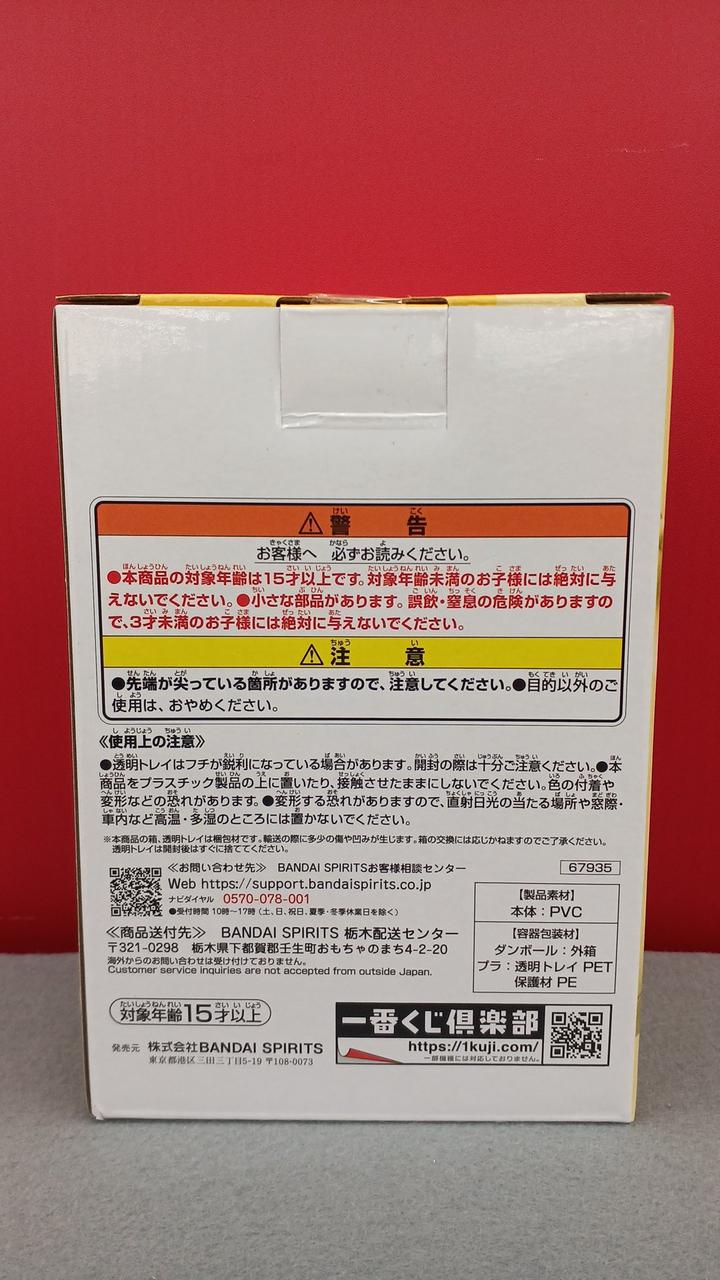 ⚠警告
お客様へ 必ずお読みください。
●本商品の対象年齢は15才以上です。対象年齢未満のお子様には絶対に与
えないでください。●小さな部品があります。誤飲・窒息の危険がありますの
で、3才未満のお子様には絶対に与えないでください。
⚠注意
●先端が尖っている箇所がありますので、注意してください。●目的以外のご
使用は、おやめください。
《使用上の注意》
●透明トレイはフチが鋭利になっている場合があります。開封の際は十分ご注意ください。●本
商品をプラスチック製品の上に置いたり、接触させたままにしないでください。色の付着や
変形などの恐れがあります。●変形する恐れがありますので、直射日光の当たる場所や窓際・
車内など高温・多湿のところには置かないでください。
※本商品の箱、透明トレイは梱包材です。輸送の際に多少の傷や凹みが生じます。箱の交換には応じかねますのでご了承ください。
透明トレイは開封後はすぐに捨ててください。
≪お問い合わせ先≫ BANDAI SPIRITSお客様相談センター
67935
Web https://support.bandaispirits.co.jp
ナビダイヤル 0570-078-001
●受付時間 10時〜17時(土、日、祝日、夏季・冬季休業日を除く)
≪商品送付先≫ BANDAI SPIRITS 栃木配送センター
〒321-0298 栃木県下都賀郡壬生町おもちゃのまち4-2-20
海外からのお問い合わせは受け付けておりません。
Customer service inquiries are not accepted from outside Japan.
【製品素材】
本体：PVC
【容器包装材】
ダンボール：外箱
プラ：透明トレイ PET
保護材 PE
対象年齢15才以上
発売元 株式会社BANDAI SPIRITS
東京都港区三田三丁目5-19 〒108-0073
一番くじ倶楽部
https://1kuji.com/
一部機種には対応しておりません。